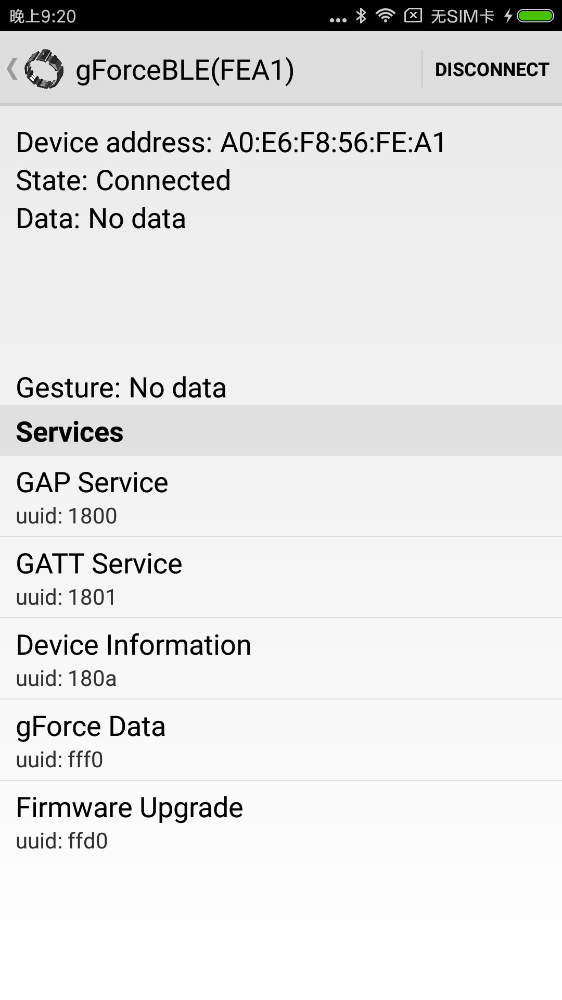 晚上9:20 ... 无SIM卡
gForceBLE(FEA1) DISCONNECT
Device address: A0:E6:F8:56:FE:A1
State: Connected
Data: No data
Gesture: No data
Services
GAP Service
uuid: 1800
GATT Service
uuid: 1801
Device Information
uuid: 180a
gForce Data
uuid: fff0
Firmware Upgrade
uuid: ffd0